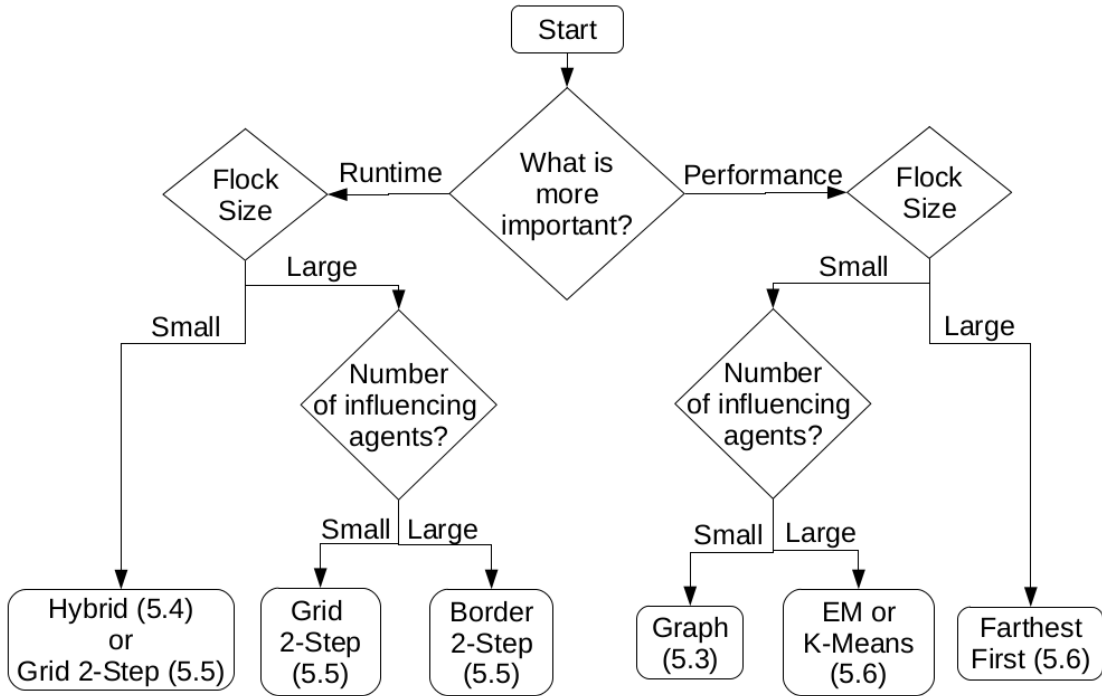 Start
What is
more
important?
Runtime
Performance
Flock
Size
Flock
Size
Large
Small
Small
Large
Number
of influencing
agents?
Number
of influencing
agents?
Small
Large
Small
Large
Hybrid (5.4)
or
Grid 2-Step (5.5)
Grid
2-Step
(5.5)
Border
2-Step
(5.5)
Graph
(5.3)
EM or
K-Means
(5.6)
Farthest
First (5.6)